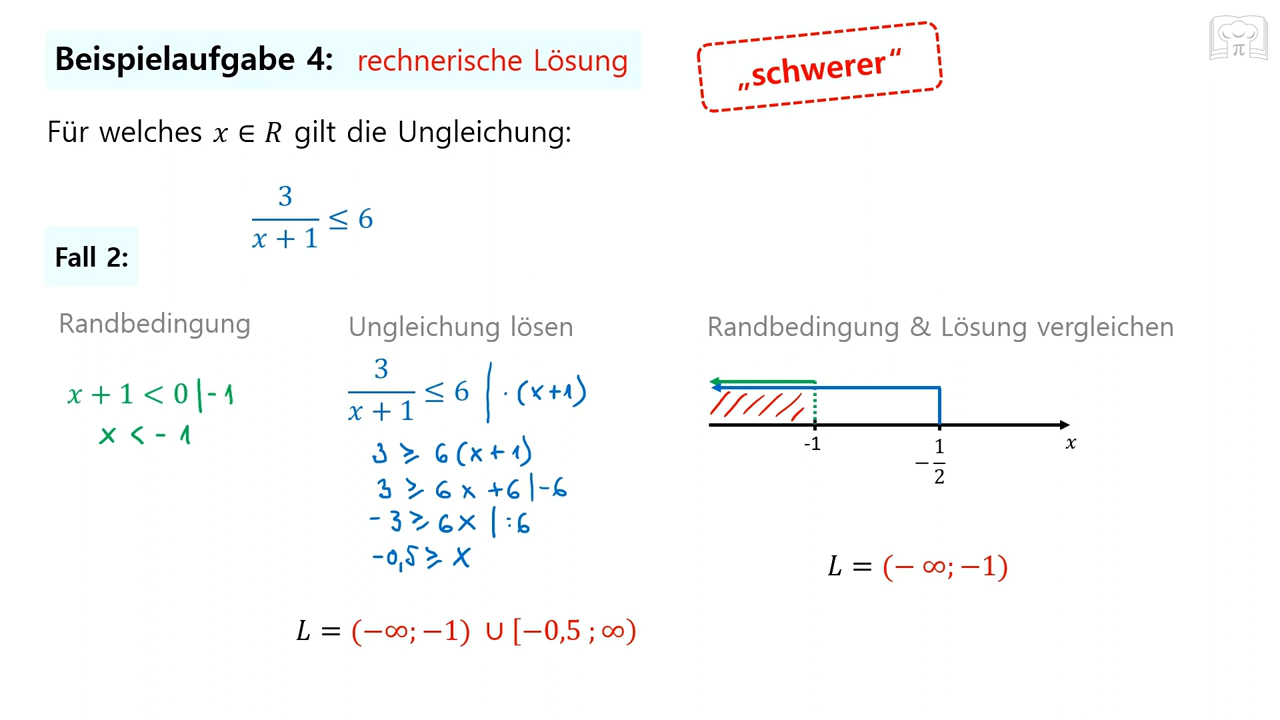 Beispielaufgabe 4: rechnerische Lösung
„schwerer“
π
Für welches x ∈ R gilt die Ungleichung:
3/(x + 1) ≤ 6
Fall 2:
Randbedingung
x + 1 < 0 | -1
x < -1
Ungleichung lösen
3/(x + 1) ≤ 6 | · (x+1)
3 ≥ 6(x+1)
3 ≥ 6x +6 | -6
-3 ≥ 6x | :6
-0,5 ≥ x
Randbedingung & Lösung vergleichen
-1
-1/2
x
L = (− ∞; −1)
L = (−∞; −1) ∪ [−0,5 ; ∞)